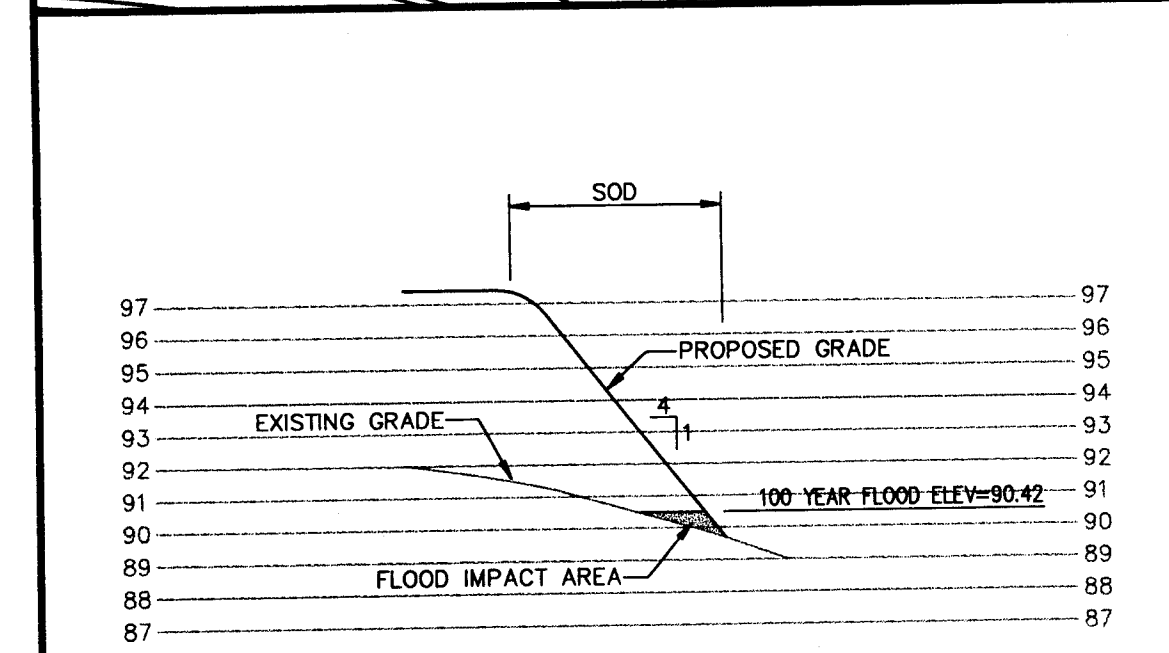 SOD
97 97
96 96
PROPOSED GRADE
95 95
94 94
4
EXISTING GRADE
1
93 93
92 92
100 YEAR FLOOD ELEV=90.42
91 91
90 90
89 89
FLOOD IMPACT AREA
88 88
87 87